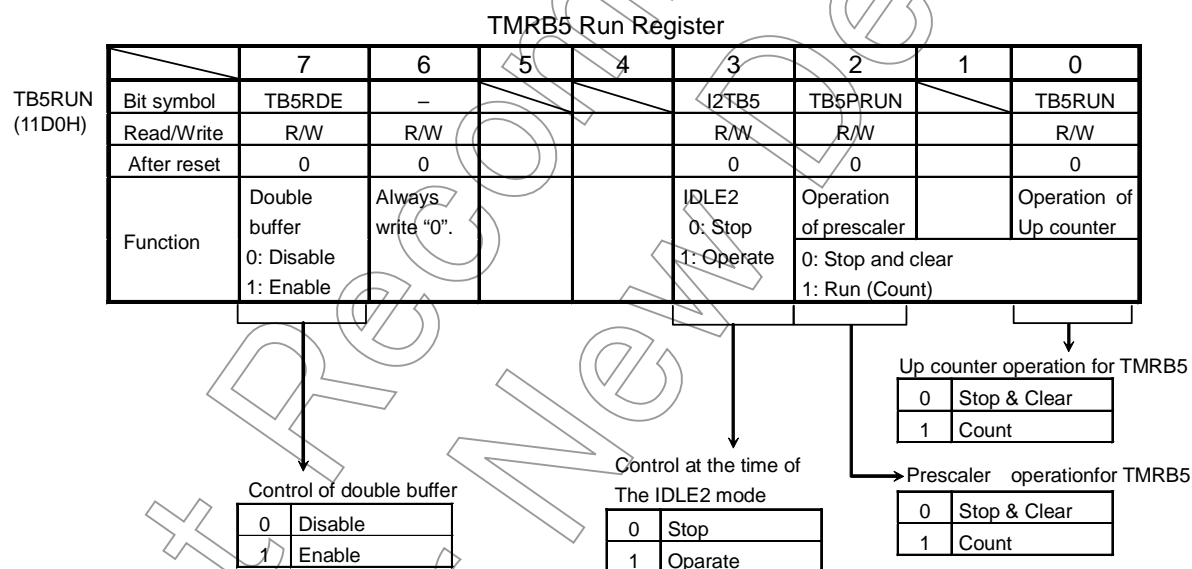 TMRB5 Run Register
7 6 5 4 3 2 1 0
TB5RUN
(11D0H)
Bit symbol TB5RDE – I2TB5 TB5PRUN TB5RUN
Read/Write R/W R/W R/W R/W R/W
After reset 0 0 0 0 0
Function
Double
buffer
0: Disable
1: Enable
Always
write “0”.
IDLE2
0: Stop
1: Operate
Operation
of prescaler
Operation of
Up counter
0: Stop and clear
1: Run (Count)
Up counter operation for TMRB5
0 Stop & Clear
1 Count
Prescaler operationfor TMRB5
0 Stop & Clear
1 Count
Control at the time of
The IDLE2 mode
0 Stop
1 Oparate
Control of double buffer
0 Disable
1 Enable